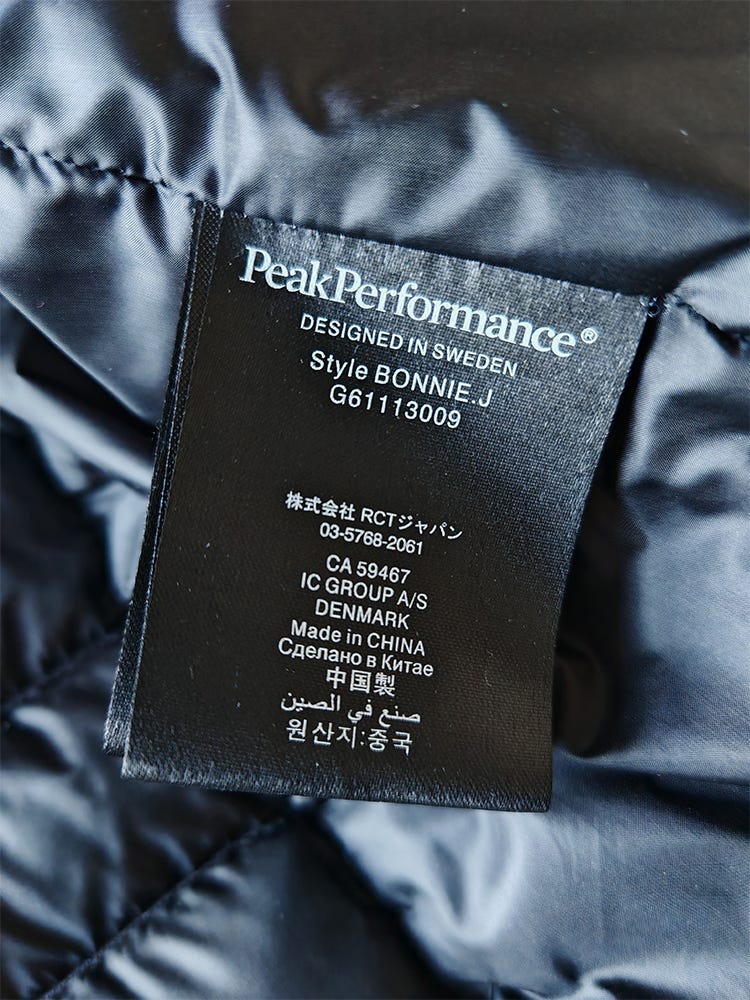 PeakPerformance®
DESIGNED IN SWEDEN
Style BONNIE.J
G61113009
株式会社 RCTジャパン
03-5768-2061
CA 59467
IC GROUP A/S
DENMARK
Made in CHINA
Сделано в Китае
中国製
صنع في الصين
원산지:중국